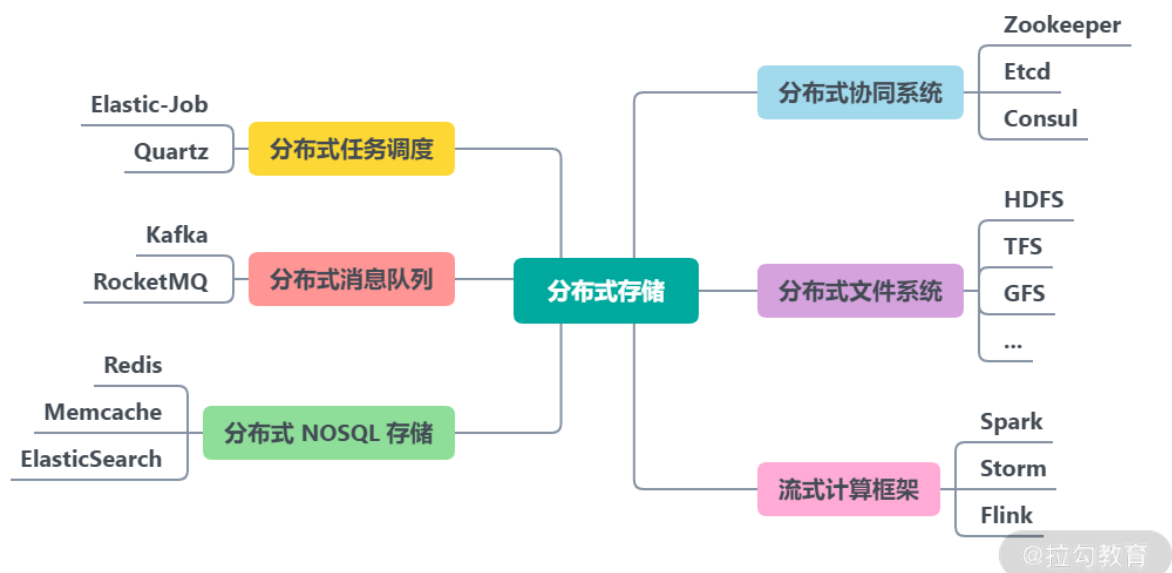 分布式存储
分布式任务调度
Elastic-Job
Quartz
分布式消息队列
Kafka
RocketMQ
分布式 NOSQL 存储
Redis
Memcache
ElasticSearch
分布式协同系统
Zookeeper
Etcd
Consul
分布式文件系统
HDFS
TFS
GFS
...
流式计算框架
Spark
Storm
Flink
@拉勾教育